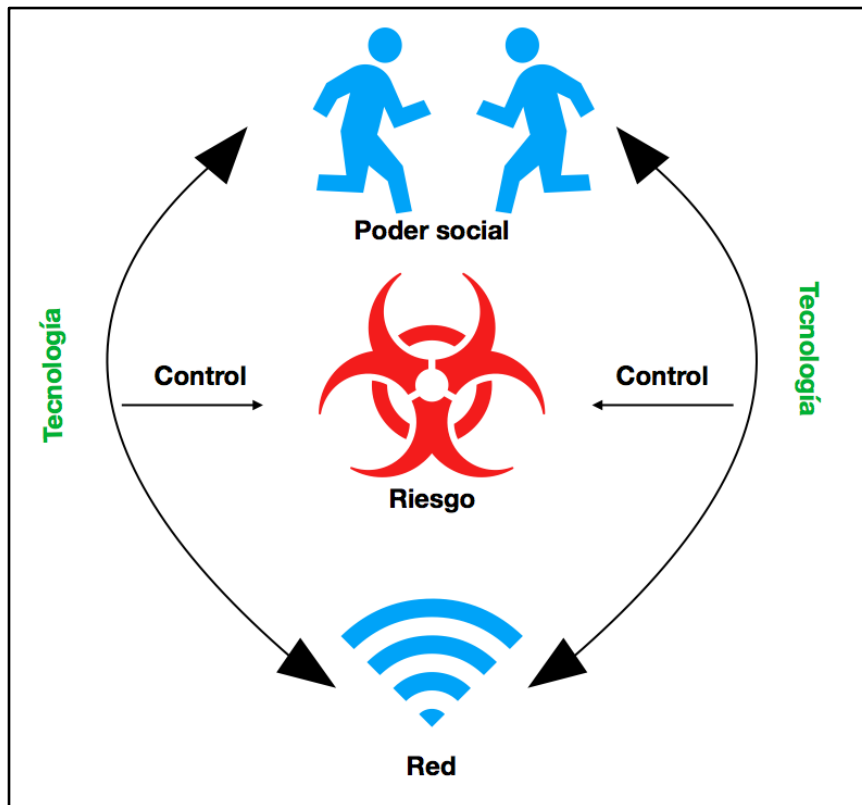 Poder social
Tecnología
Tecnología
Control
Control
Riesgo
Red